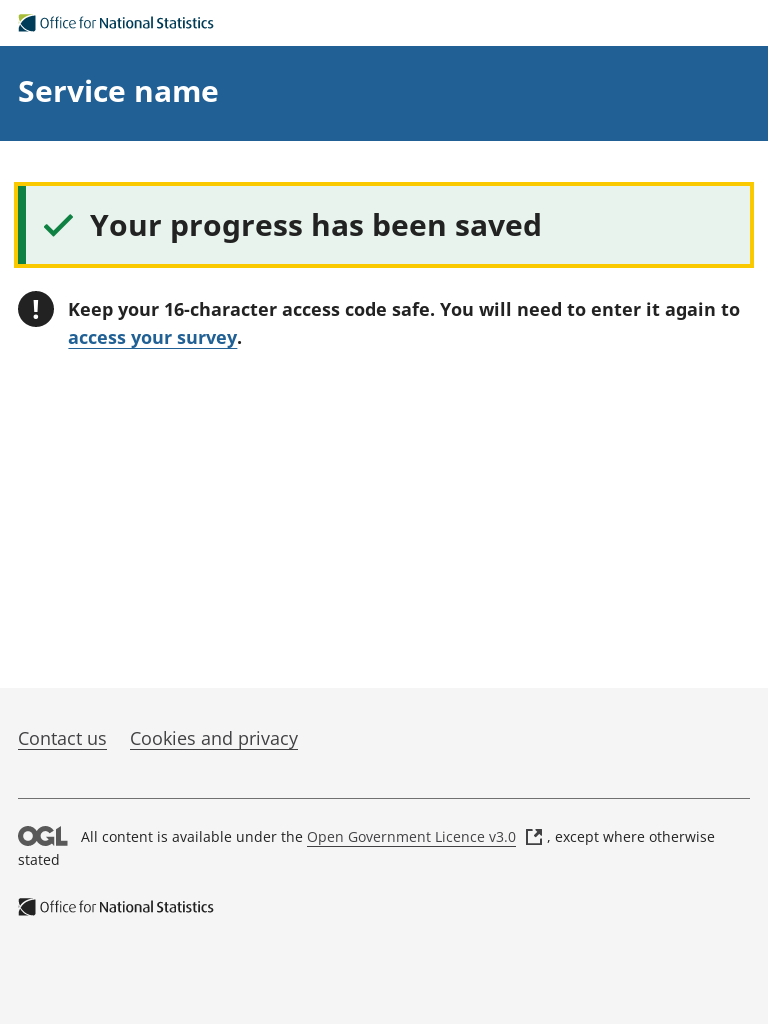 Office for National Statistics
Service name
Your progress has been saved
! Keep your 16-character access code safe. You will need to enter it again to
access your survey.
Contact us Cookies and privacy
OGL All content is available under the Open Government Licence v3.0 , except where otherwise
stated
Office for National Statistics